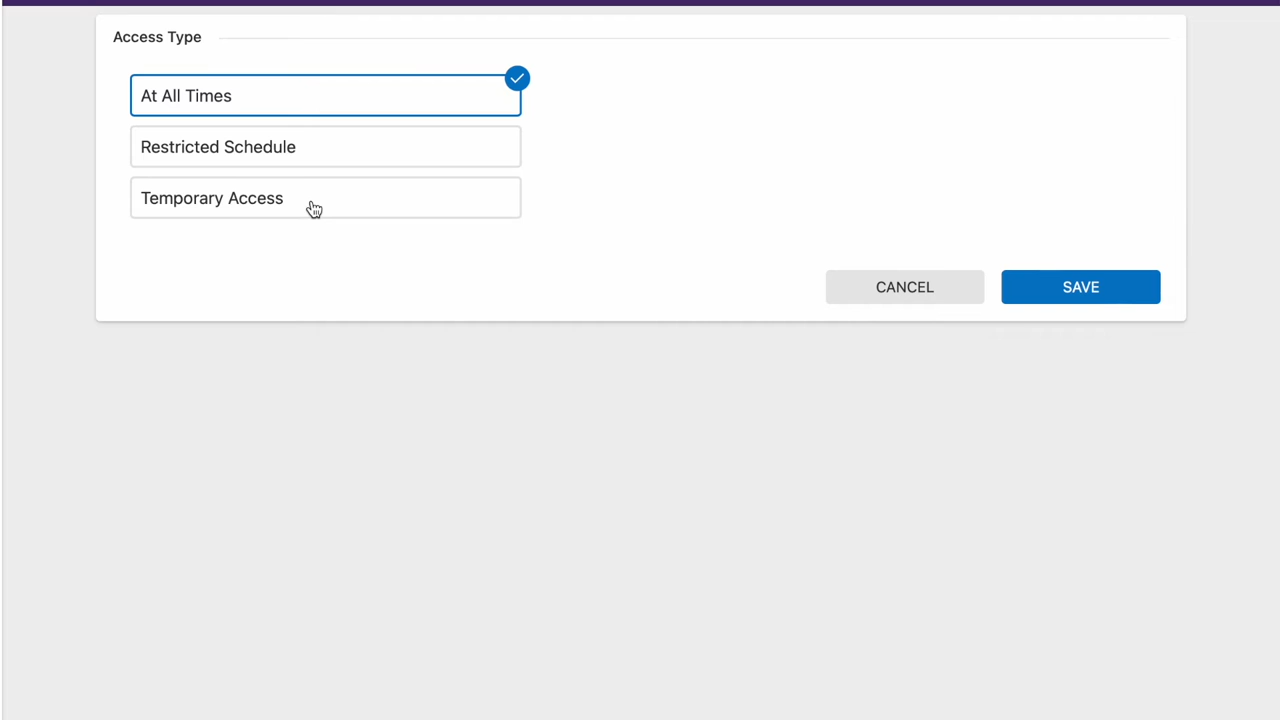 Access Type
At All Times
Restricted Schedule
Temporary Access
CANCEL
SAVE